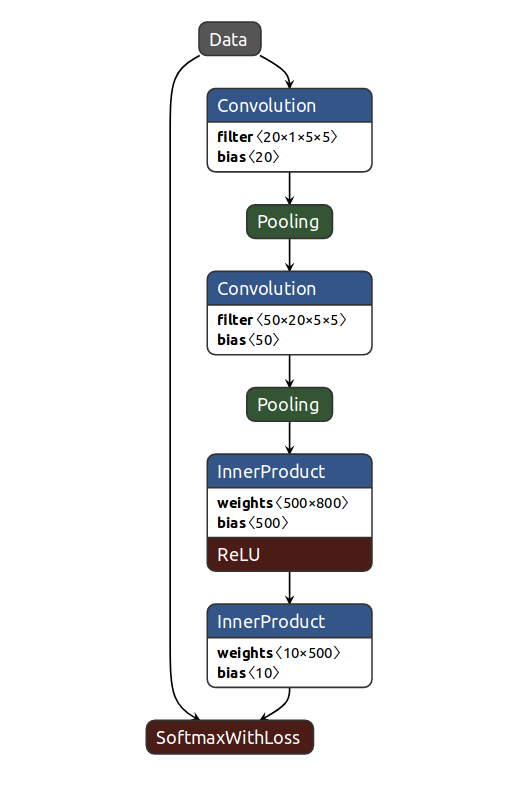 Data
Convolution
filter〈20×1×5×5〉
bias〈20〉
Pooling
Convolution
filter〈50×20×5×5〉
bias〈50〉
Pooling
InnerProduct
weights〈500×800〉
bias〈500〉
ReLU
InnerProduct
weights〈10×500〉
bias〈10〉
SoftmaxWithLoss